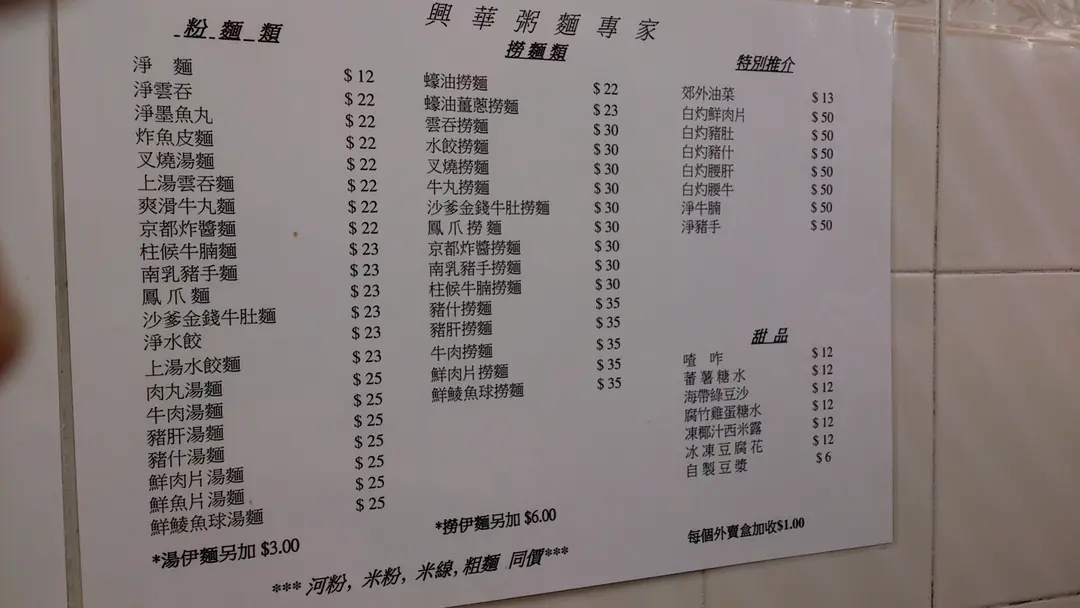 興華粥麵專家
粉麵類
淨 麵 $12
淨雲吞 $22
淨墨魚丸 $22
炸魚皮麵 $22
叉燒湯麵 $22
上湯雲吞麵 $22
爽滑牛丸麵 $22
京都炸醬麵 $22
柱候牛腩麵 $23
南乳豬手麵 $23
鳳爪麵 $23
沙爹金錢牛肚麵 $23
淨水餃 $23
上湯水餃麵 $23
肉丸湯麵 $25
牛肉湯麵 $25
豬肝湯麵 $25
豬什湯麵 $25
鮮肉片湯麵 $25
鮮魚片湯麵 $25
鮮鯪魚球湯麵 $25
*湯伊麵另加 $3.00
撈麵類
蠔油撈麵 $22
蠔油薑蔥撈麵 $23
雲吞撈麵 $30
水餃撈麵 $30
叉燒撈麵 $30
牛丸撈麵 $30
沙爹金錢牛肚撈麵 $30
鳳爪撈麵 $30
京都炸醬撈麵 $30
南乳豬手撈麵 $30
柱候牛腩撈麵 $30
豬什撈麵 $35
豬肝撈麵 $35
牛肉撈麵 $35
鮮肉片撈麵 $35
鮮鯪魚球撈麵 $35
*撈伊麵另加 $6.00
特別推介
郊外油菜 $13
白灼鮮肉片 $50
白灼豬肚 $50
白灼豬什 $50
白灼腰肝 $50
白灼腰牛 $50
淨牛腩 $50
淨豬手 $50
甜品
喳 咋 $12
蕃薯糖水 $12
海帶綠豆沙 $12
腐竹雞蛋糖水 $12
凍椰汁西米露 $12
冰凍豆腐花 $12
自製豆漿 $6
每個外賣盒加收$1.00
*** 河粉, 米粉, 米線, 粗麵 同價***